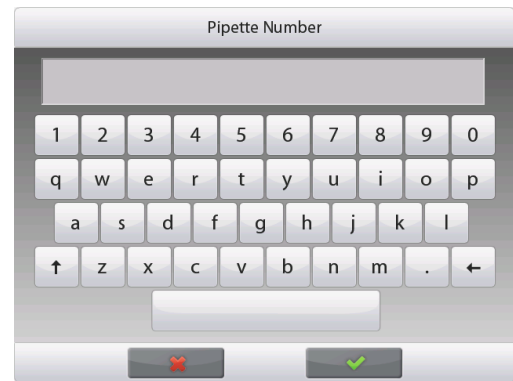 Pipette Number
1 2 3 4 5 6 7 8 9 0
q w e r t y u i o p
a s d f g h j k l
↑ z x c v b n m . ←